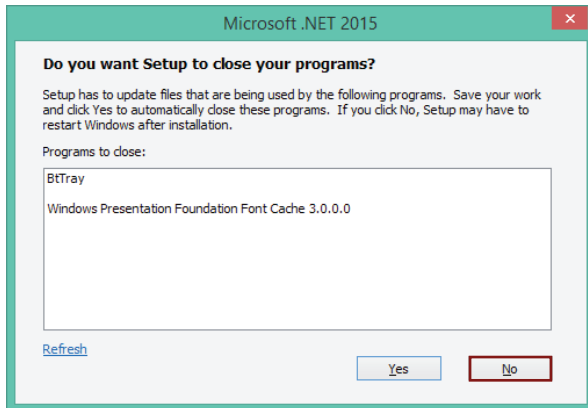 Microsoft .NET 2015
Do you want Setup to close your programs?
Setup has to update files that are being used by the following programs. Save your work
and click Yes to automatically close these programs. If you click No, Setup may have to
restart Windows after installation.
Programs to close:
BtTray
Windows Presentation Foundation Font Cache 3.0.0.0
Refresh
Yes
No